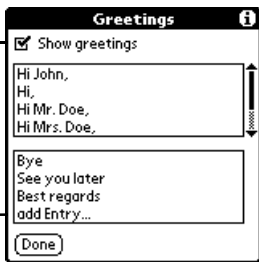 Greetings
Show greetings
Hi John,
Hi,
Hi Mr. Doe,
Hi Mrs. Doe,
Bye
See you later
Best regards
add Entry...
Done